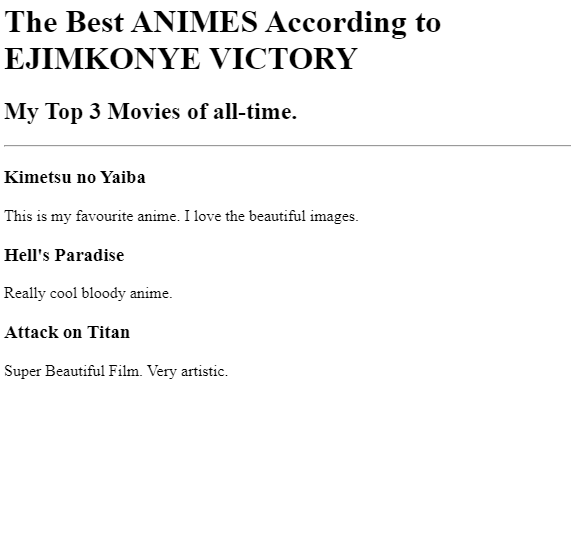 The Best ANIMES According to
EJIMKONYE VICTORY
My Top 3 Movies of all-time.
Kimetsu no Yaiba
This is my favourite anime. I love the beautiful images.
Hell's Paradise
Really cool bloody anime.
Attack on Titan
Super Beautiful Film. Very artistic.